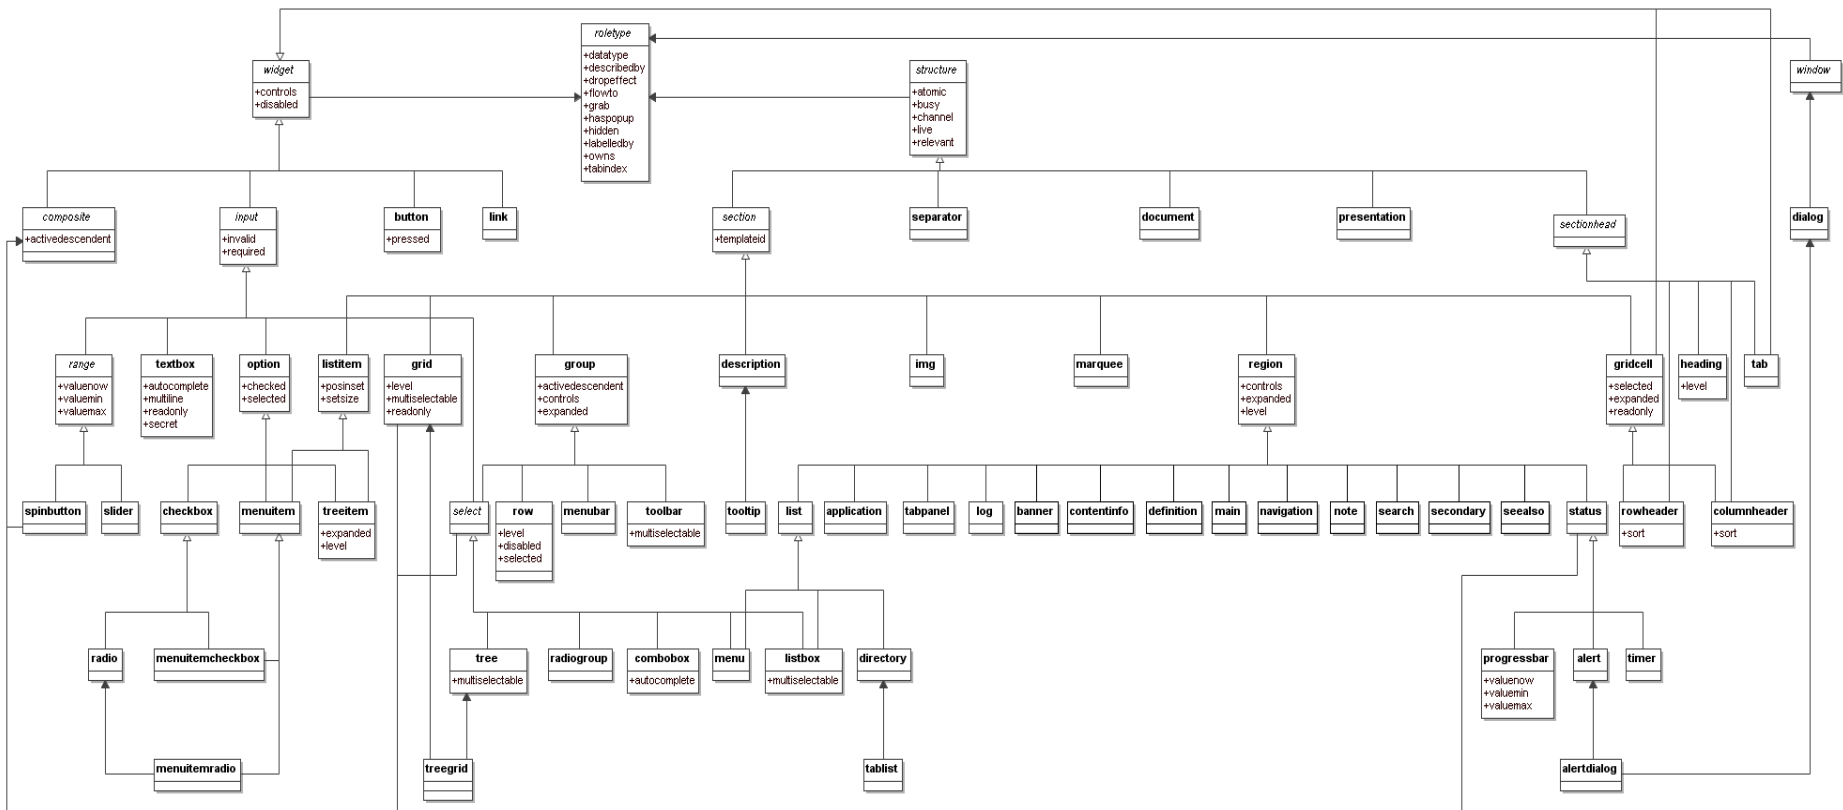 roletype
+datatype
+describedby
+dropeffect
+flowto
+grab
+haspopup
+hidden
+labelledby
+owns
+tabindex
widget
+controls
+disabled
structure
+atomic
+busy
+channel
+live
+relevant
window
composite
+activedescendent
input
+invalid
+required
button
+pressed
link
section
+templateid
separator
document
presentation
sectionhead
dialog
range
+valuenow
+valuemin
+valuemax
textbox
+autocomplete
+multiline
+readonly
+secret
option
+checked
+selected
listitem
+posinset
+setsize
grid
+level
+multiselectable
+readonly
group
+activedescendent
+controls
+expanded
description
img
marquee
region
+controls
+expanded
+level
gridcell
+selected
+expanded
+readonly
heading
+level
tab
spinbutton
slider
checkbox
menuitem
treeitem
+expanded
+level
select
row
+level
+disabled
+selected
menubar
toolbar
+multiselectable
tooltip
list
application
tabpanel
log
banner
contentinfo
definition
main
navigation
note
search
secondary
seealso
status
rowheader
+sort
columnheader
+sort
radio
menuitemcheckbox
tree
+multiselectable
radiogroup
combobox
+autocomplete
menu
listbox
+multiselectable
directory
progressbar
+valuenow
+valuemin
+valuemax
alert
timer
menuitemradio
treegrid
tablist
alertdialog